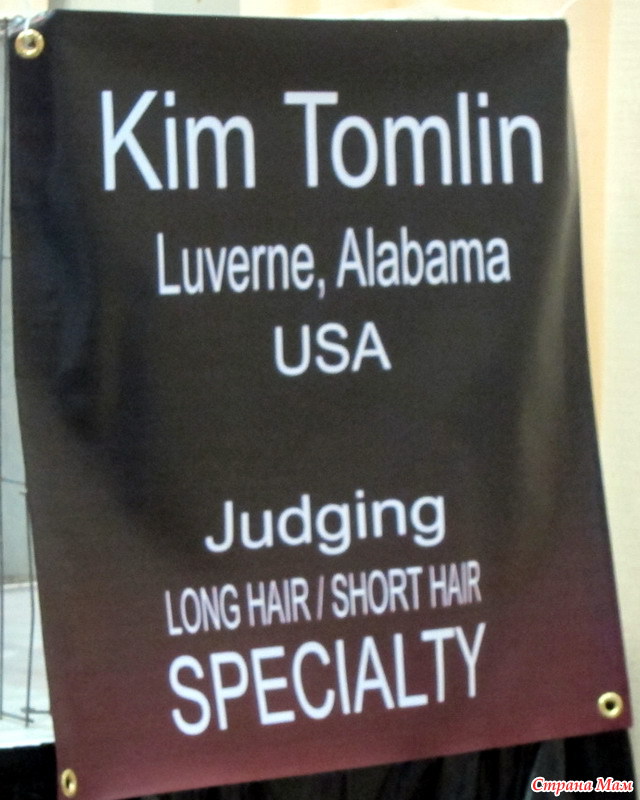 Kim Tomlin
Luverne, Alabama
USA
Judging
LONG HAIR / SHORT HAIR
SPECIALTY
Страна Мам